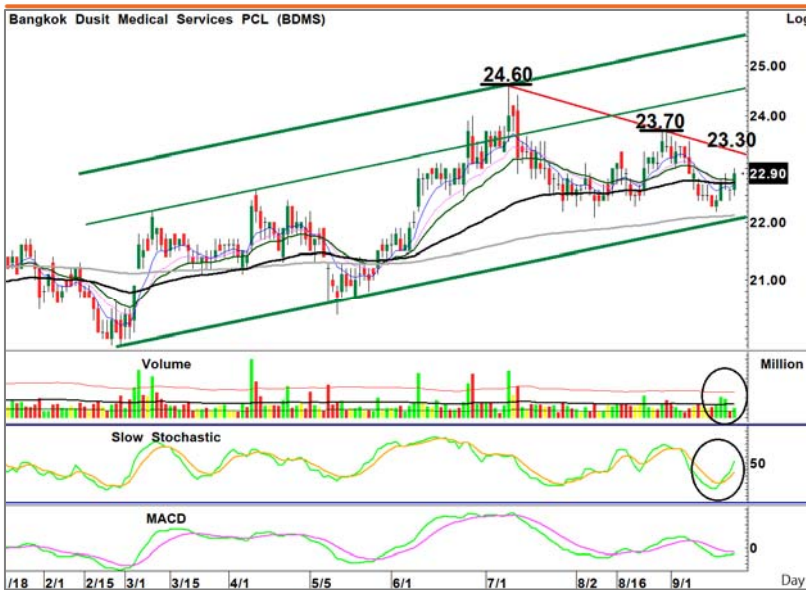 Bangkok Dusit Medical Services PCL (BDMS) Log
25.00
24.60
24.00
23.70
23.30
22.90
22.00
21.00
Volume Million
Slow Stochastic
50
MACD
0
/18 2/1 2/15 3/1 3/15 4/1 5/5 6/1 7/1 8/2 8/16 9/1 Day